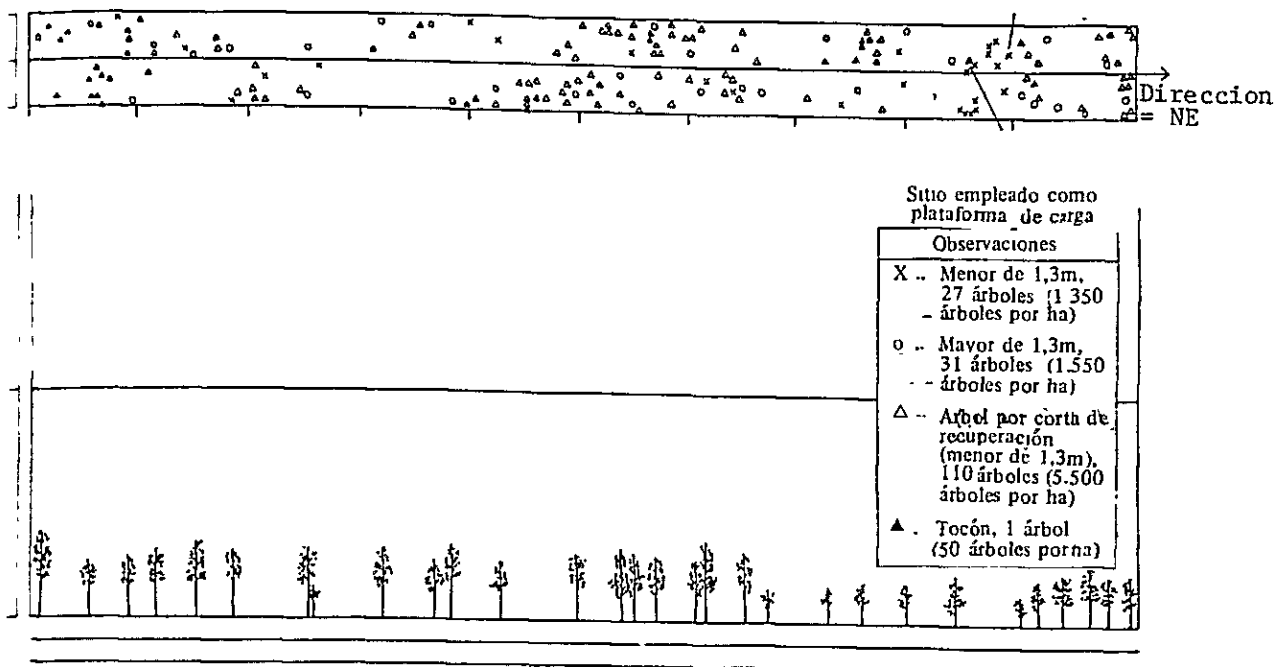 Direccion
= NE
Sitio empleado como
plataforma de carga
Observaciones
X .. Menor de 1,3m,
27 árboles (1 350
– árboles por ha)
o .. Mayor de 1,3m,
31 árboles (1.550
- - árboles por ha)
△ -- Arbol por corta de
recuperación
(menor de 1,3m),
110 árboles (5.500
árboles por ha)
▲ . Tocón, 1 árbol
(50 árboles por ha)